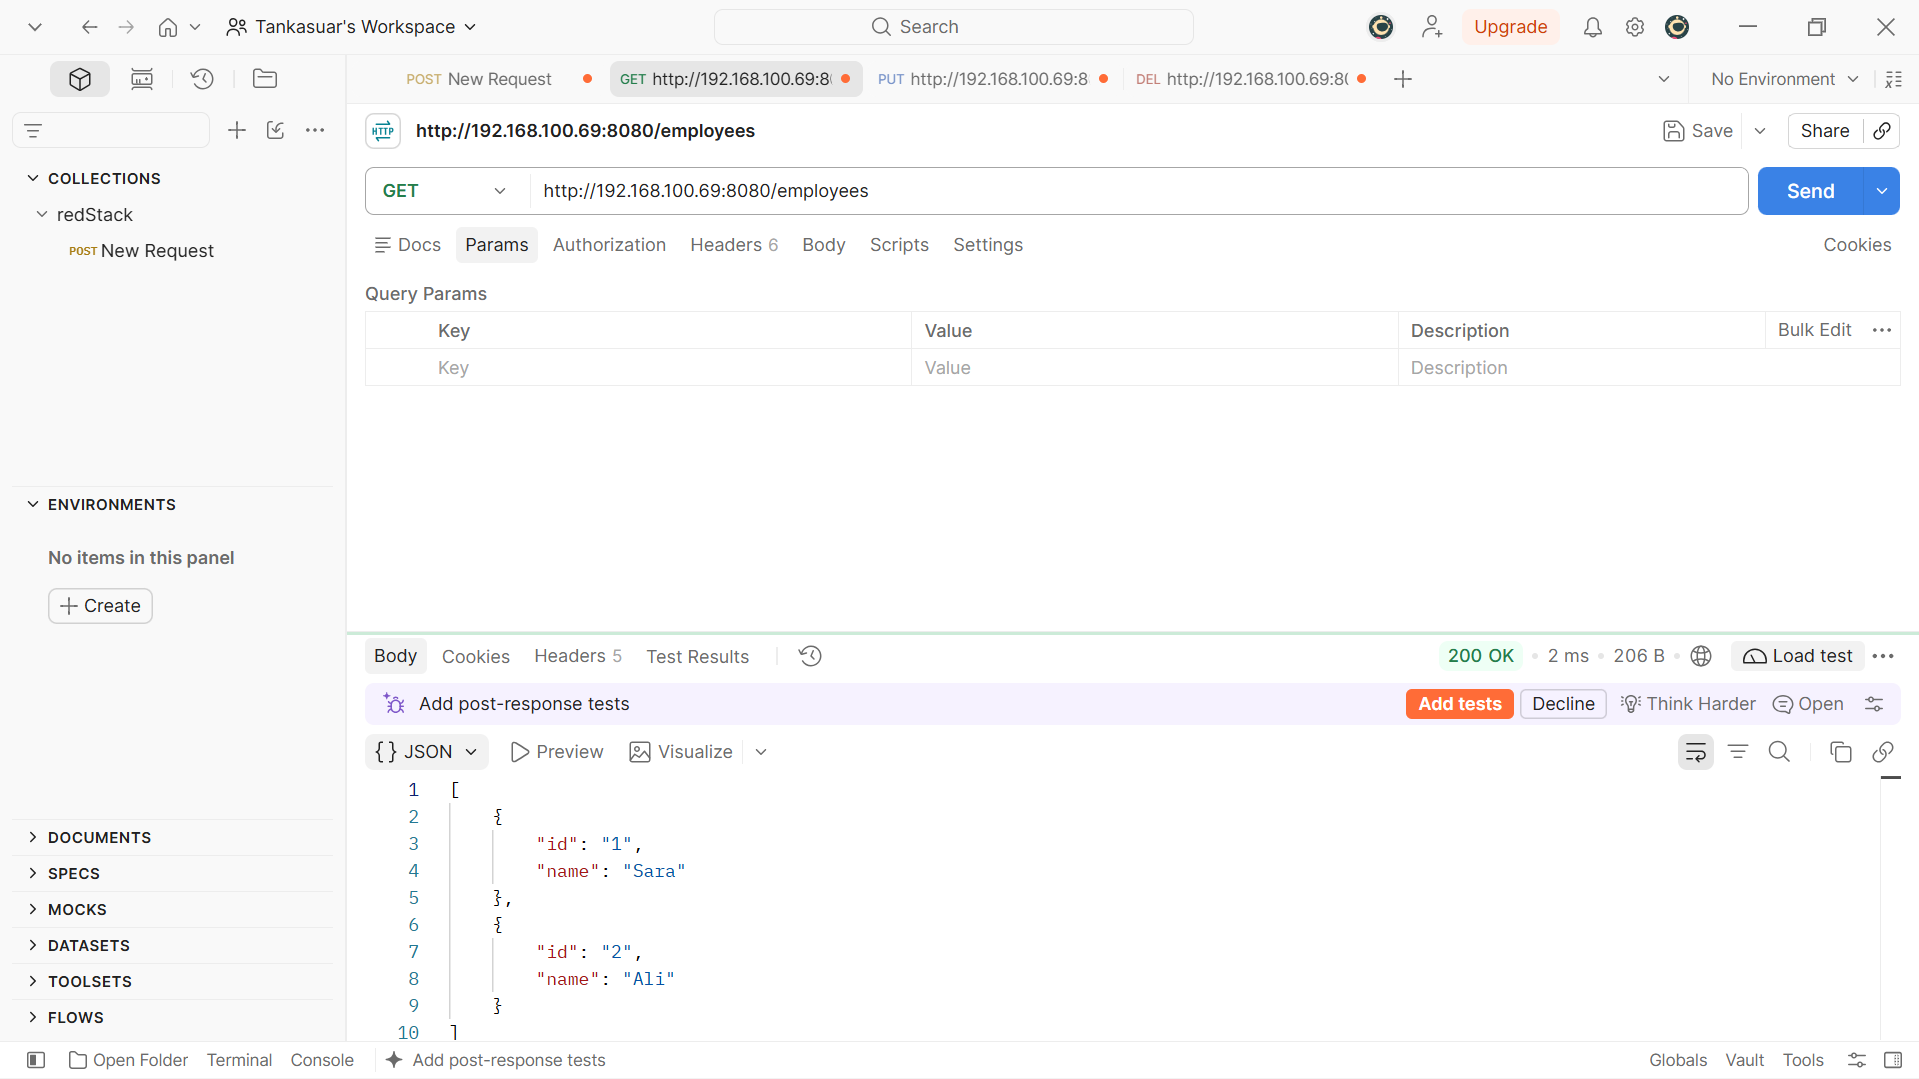 Tankasuar's Workspace
Search
Upgrade
POST New Request
GET http://192.168.100.69:8
PUT http://192.168.100.69:8
DEL http://192.168.100.69:80
No Environment
HTTP http://192.168.100.69:8080/employees
Save
Share
COLLECTIONS
redStack
POST New Request
GET
http://192.168.100.69:8080/employees
Send
Docs
Params
Authorization
Headers 6
Body
Scripts
Settings
Cookies
Query Params
Key Value Description Bulk Edit
Key Value Description
ENVIRONMENTS
No items in this panel
Create
DOCUMENTS
SPECS
MOCKS
DATASETS
TOOLSETS
FLOWS
Body
Cookies
Headers 5
Test Results
200 OK
2 ms
206 B
Load test
Add post-response tests
Add tests
Decline
Think Harder
Open
{} JSON
Preview
Visualize
1 [
2 {
3 "id": "1",
4 "name": "Sara"
5 },
6 {
7 "id": "2",
8 "name": "Ali"
9 }
10 ]
Open Folder
Terminal
Console
Add post-response tests
Globals
Vault
Tools